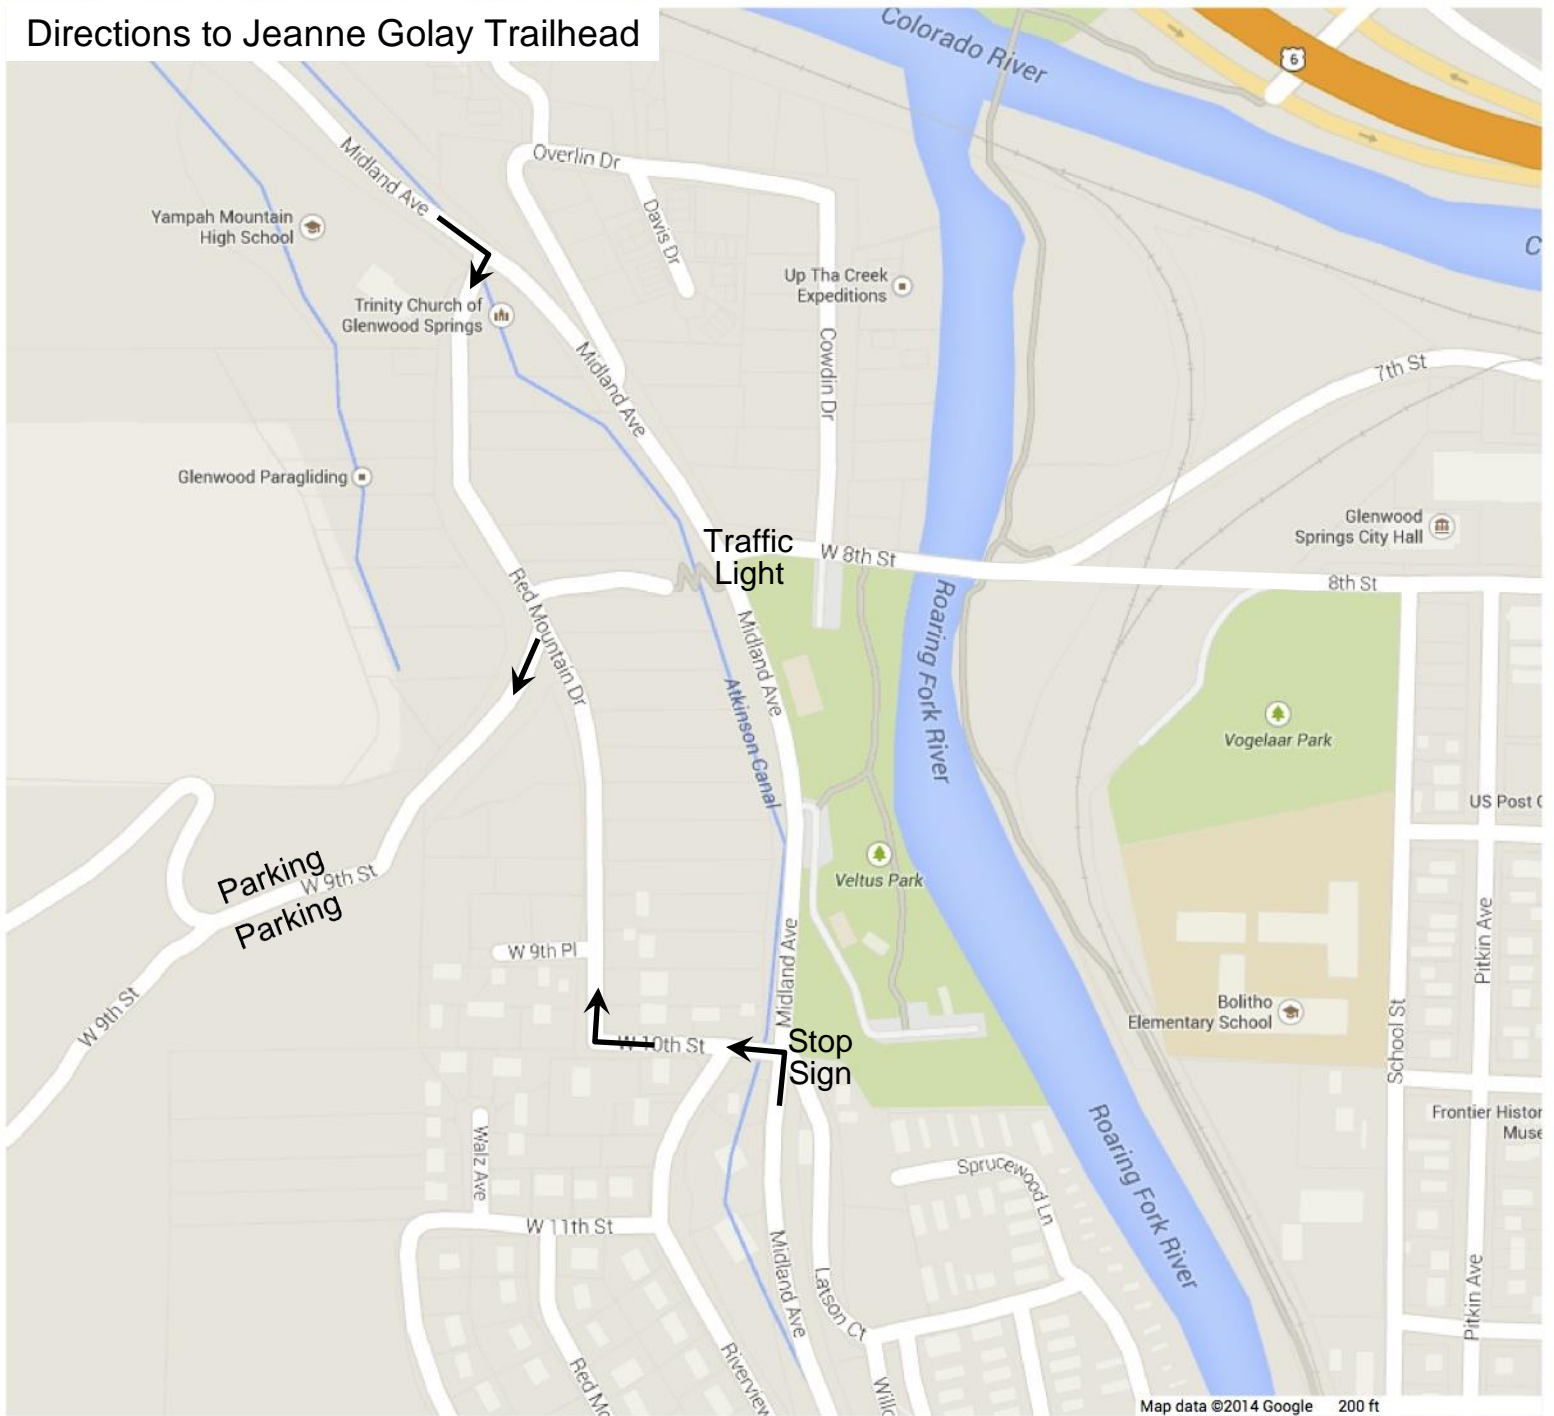 Directions to Jeanne Golay Trailhead
Colorado River
6
Midland Ave
Overlin Dr
Davis Dr
Yampah Mountain
High School
Up Tha Creek
Expeditions
C
Trinity Church of
Glenwood Springs
Midland Ave
Cowdin Dr
7th St
Glenwood Paragliding
Glenwood
Springs City Hall
Traffic
Light
W 8th St
8th St
Red Mountain Dr
Midland Ave
Roaring Fork River
Atkinson Canal
Vogelaar Park
US Post
Veltus Park
Parking
W 9th St
Parking
W 9th Pl
Midland Ave
Pitkin Ave
W 9th St
Bolitho
Elementary School
School St
W 10th St
Stop
Sign
Frontier Histor
Muse
Walz Ave
Sprucewood Ln
Roaring Fork River
W 11th St
Midland Ave
Latson Ct
Pitkin Ave
Red Mo
Riverview
Willo
Map data ©2014 Google 200 ft